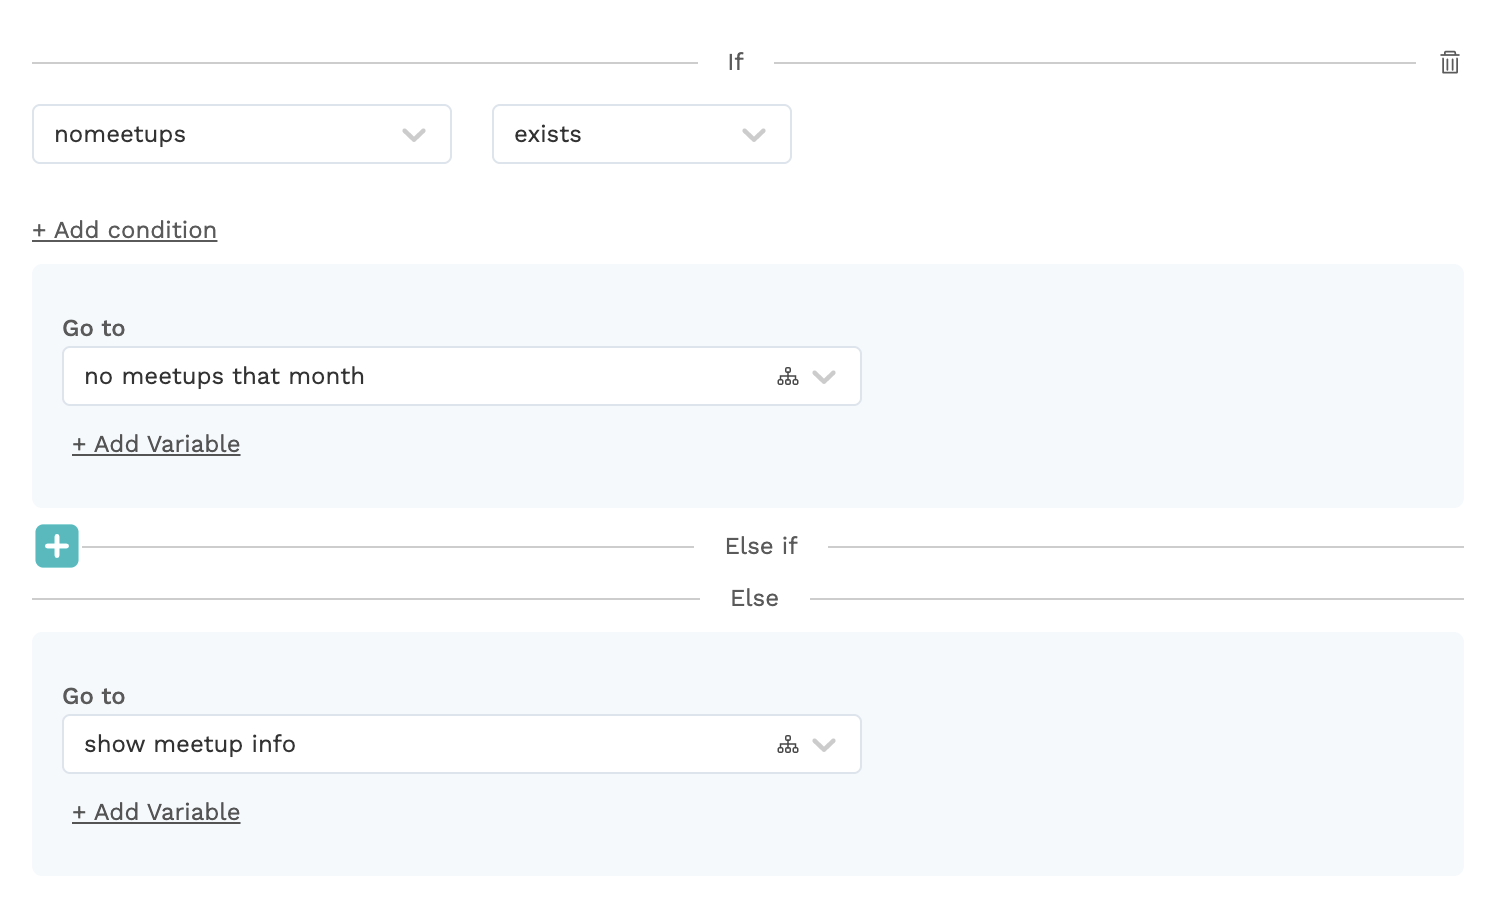 If
nomeetups exists
+ Add condition
Go to
no meetups that month
+ Add Variable
Else if
Else
Go to
show meetup info
+ Add Variable